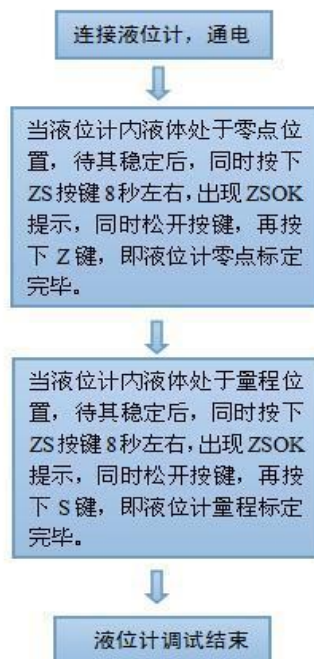 连接液位计，通电
当液位计内液体处于零点位
置，待其稳定后，同时按下
ZS按键8秒左右，出现ZSOK
提示，同时松开按键，再按
下 Z 键，即液位计零点标定
完毕。
当液位计内液体处于量程位
置，待其稳定后，同时按下
ZS按键8秒左右，出现ZSOK
提示，同时松开按键，再按
下 S 键，即液位计量程标定
完毕。
液位计调试结束